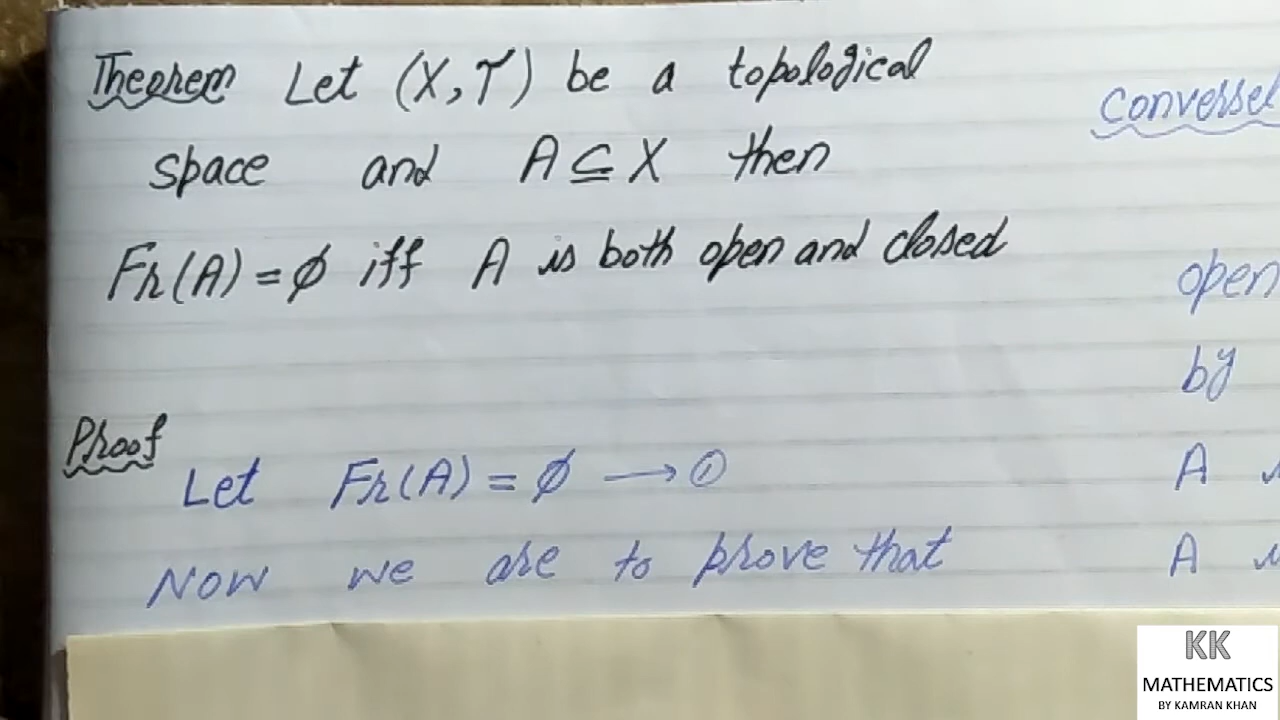 Theorem Let (X,τ) be a topological
space and A ⊆ X then
Fr(A) = ϕ iff A is both open and closed
Proof
Let Fr(A) = ϕ → ①
Now we are to prove that
Conversel
open
by
A
A
KK
MATHEMATICS
BY KAMRAN KHAN